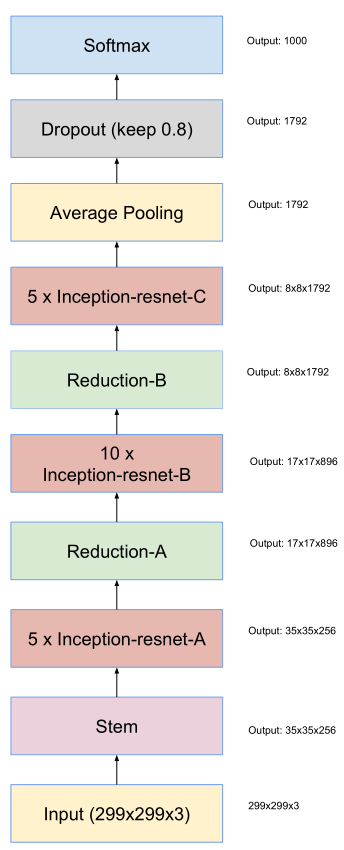 Softmax
Output: 1000
Dropout (keep 0.8)
Output: 1792
Average Pooling
Output: 1792
5 x Inception-resnet-C
Output: 8x8x1792
Reduction-B
Output: 8x8x1792
10 x
Inception-resnet-B
Output: 17x17x896
Reduction-A
Output: 17x17x896
5 x Inception-resnet-A
Output: 35x35x256
Stem
Output: 35x35x256
Input (299x299x3)
299x299x3